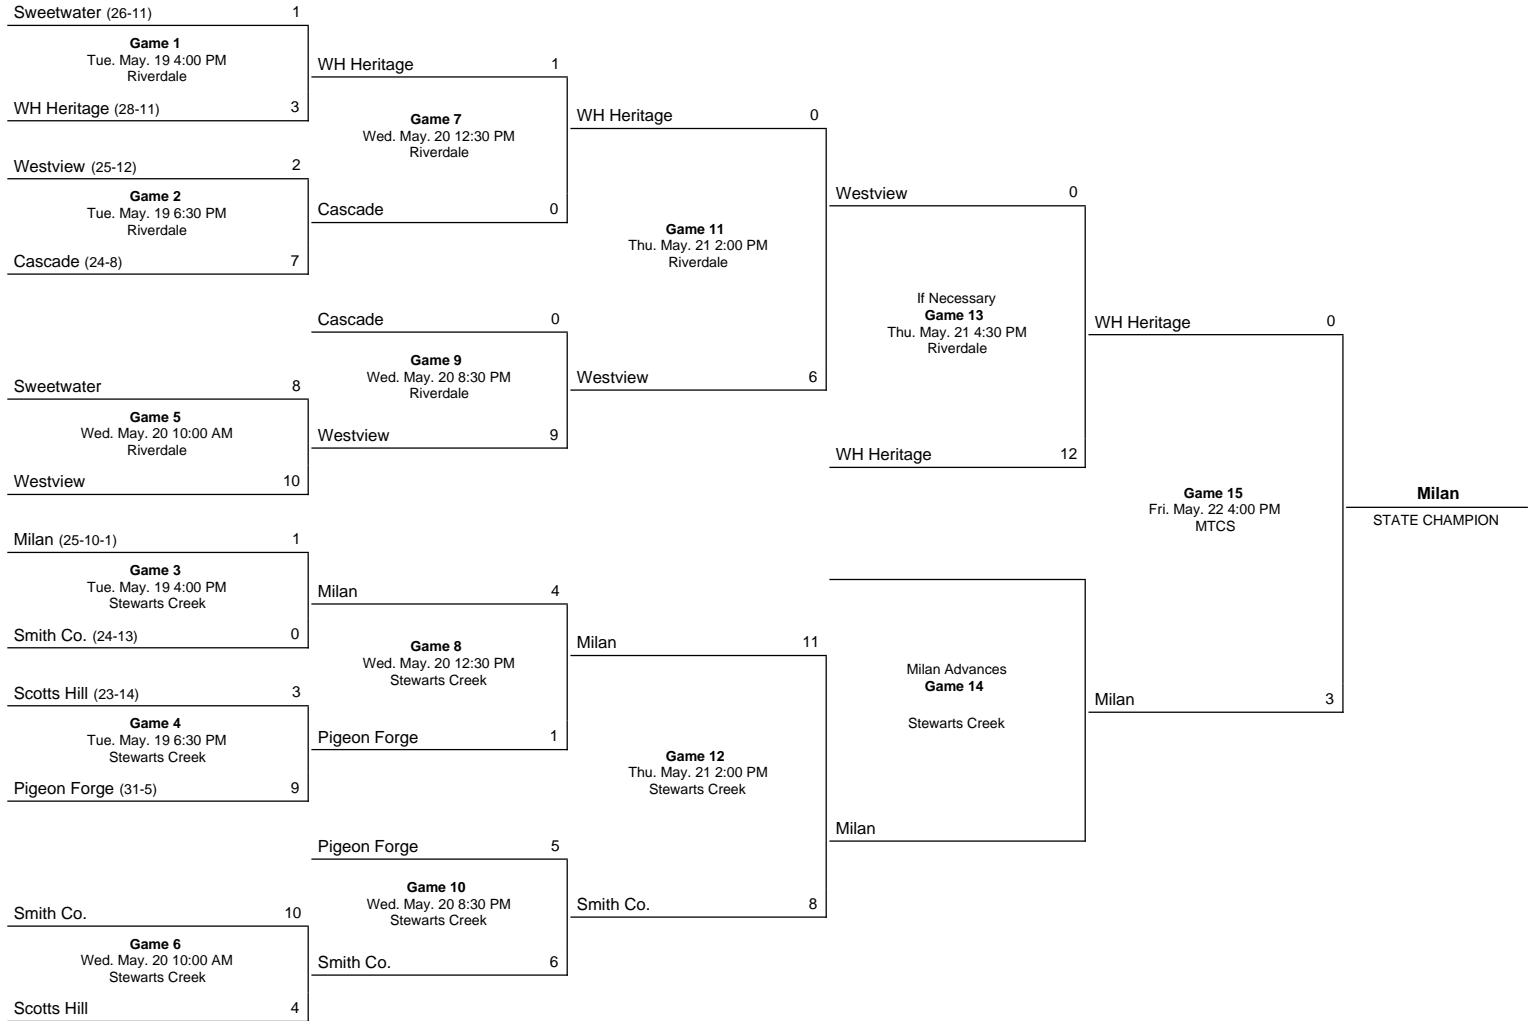 Sweetwater (26-11) 1
Game 1
Tue. May. 19 4:00 PM
Riverdale
WH Heritage (28-11) 3
Westview (25-12) 2
Game 2
Tue. May. 19 6:30 PM
Riverdale
Cascade (24-8) 7
Sweetwater 8
Game 5
Wed. May. 20 10:00 AM
Riverdale
Westview 10
Milan (25-10-1) 1
Game 3
Tue. May. 19 4:00 PM
Stewarts Creek
Smith Co. (24-13) 0
Scotts Hill (23-14) 3
Game 4
Tue. May. 19 6:30 PM
Stewarts Creek
Pigeon Forge (31-5) 9
Smith Co. 10
Game 6
Wed. May. 20 10:00 AM
Stewarts Creek
Scotts Hill 4
WH Heritage 1
Game 7
Wed. May. 20 12:30 PM
Riverdale
Cascade 0
Cascade 0
Game 9
Wed. May. 20 8:30 PM
Riverdale
Westview 9
Milan 4
Game 8
Wed. May. 20 12:30 PM
Stewarts Creek
Pigeon Forge 1
Pigeon Forge 5
Game 10
Wed. May. 20 8:30 PM
Stewarts Creek
Smith Co. 6
WH Heritage 0
Game 11
Thu. May. 21 2:00 PM
Riverdale
Westview 6
Milan 11
Game 12
Thu. May. 21 2:00 PM
Stewarts Creek
Smith Co. 8
Westview 0
If Necessary
Game 13
Thu. May. 21 4:30 PM
Riverdale
WH Heritage 12
Milan Advances
Game 14
Stewarts Creek
Milan
WH Heritage 0
Game 15
Fri. May. 22 4:00 PM
MTCS
Milan 3
Milan
STATE CHAMPION